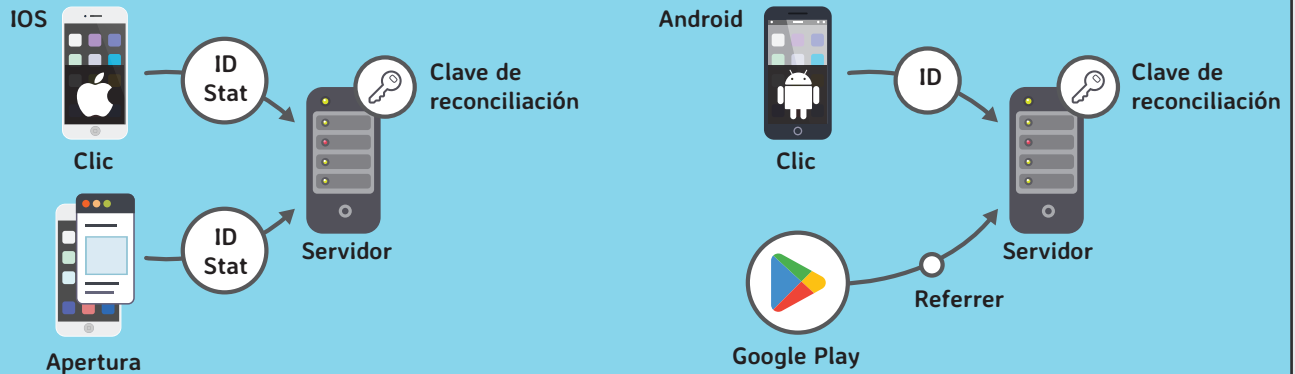 IOS
ID
Stat
Clave de
reconciliación
Clic
ID
Stat
Servidor
Apertura
Android
ID
Clave de
reconciliación
Clic
Servidor
Referrer
Google Play